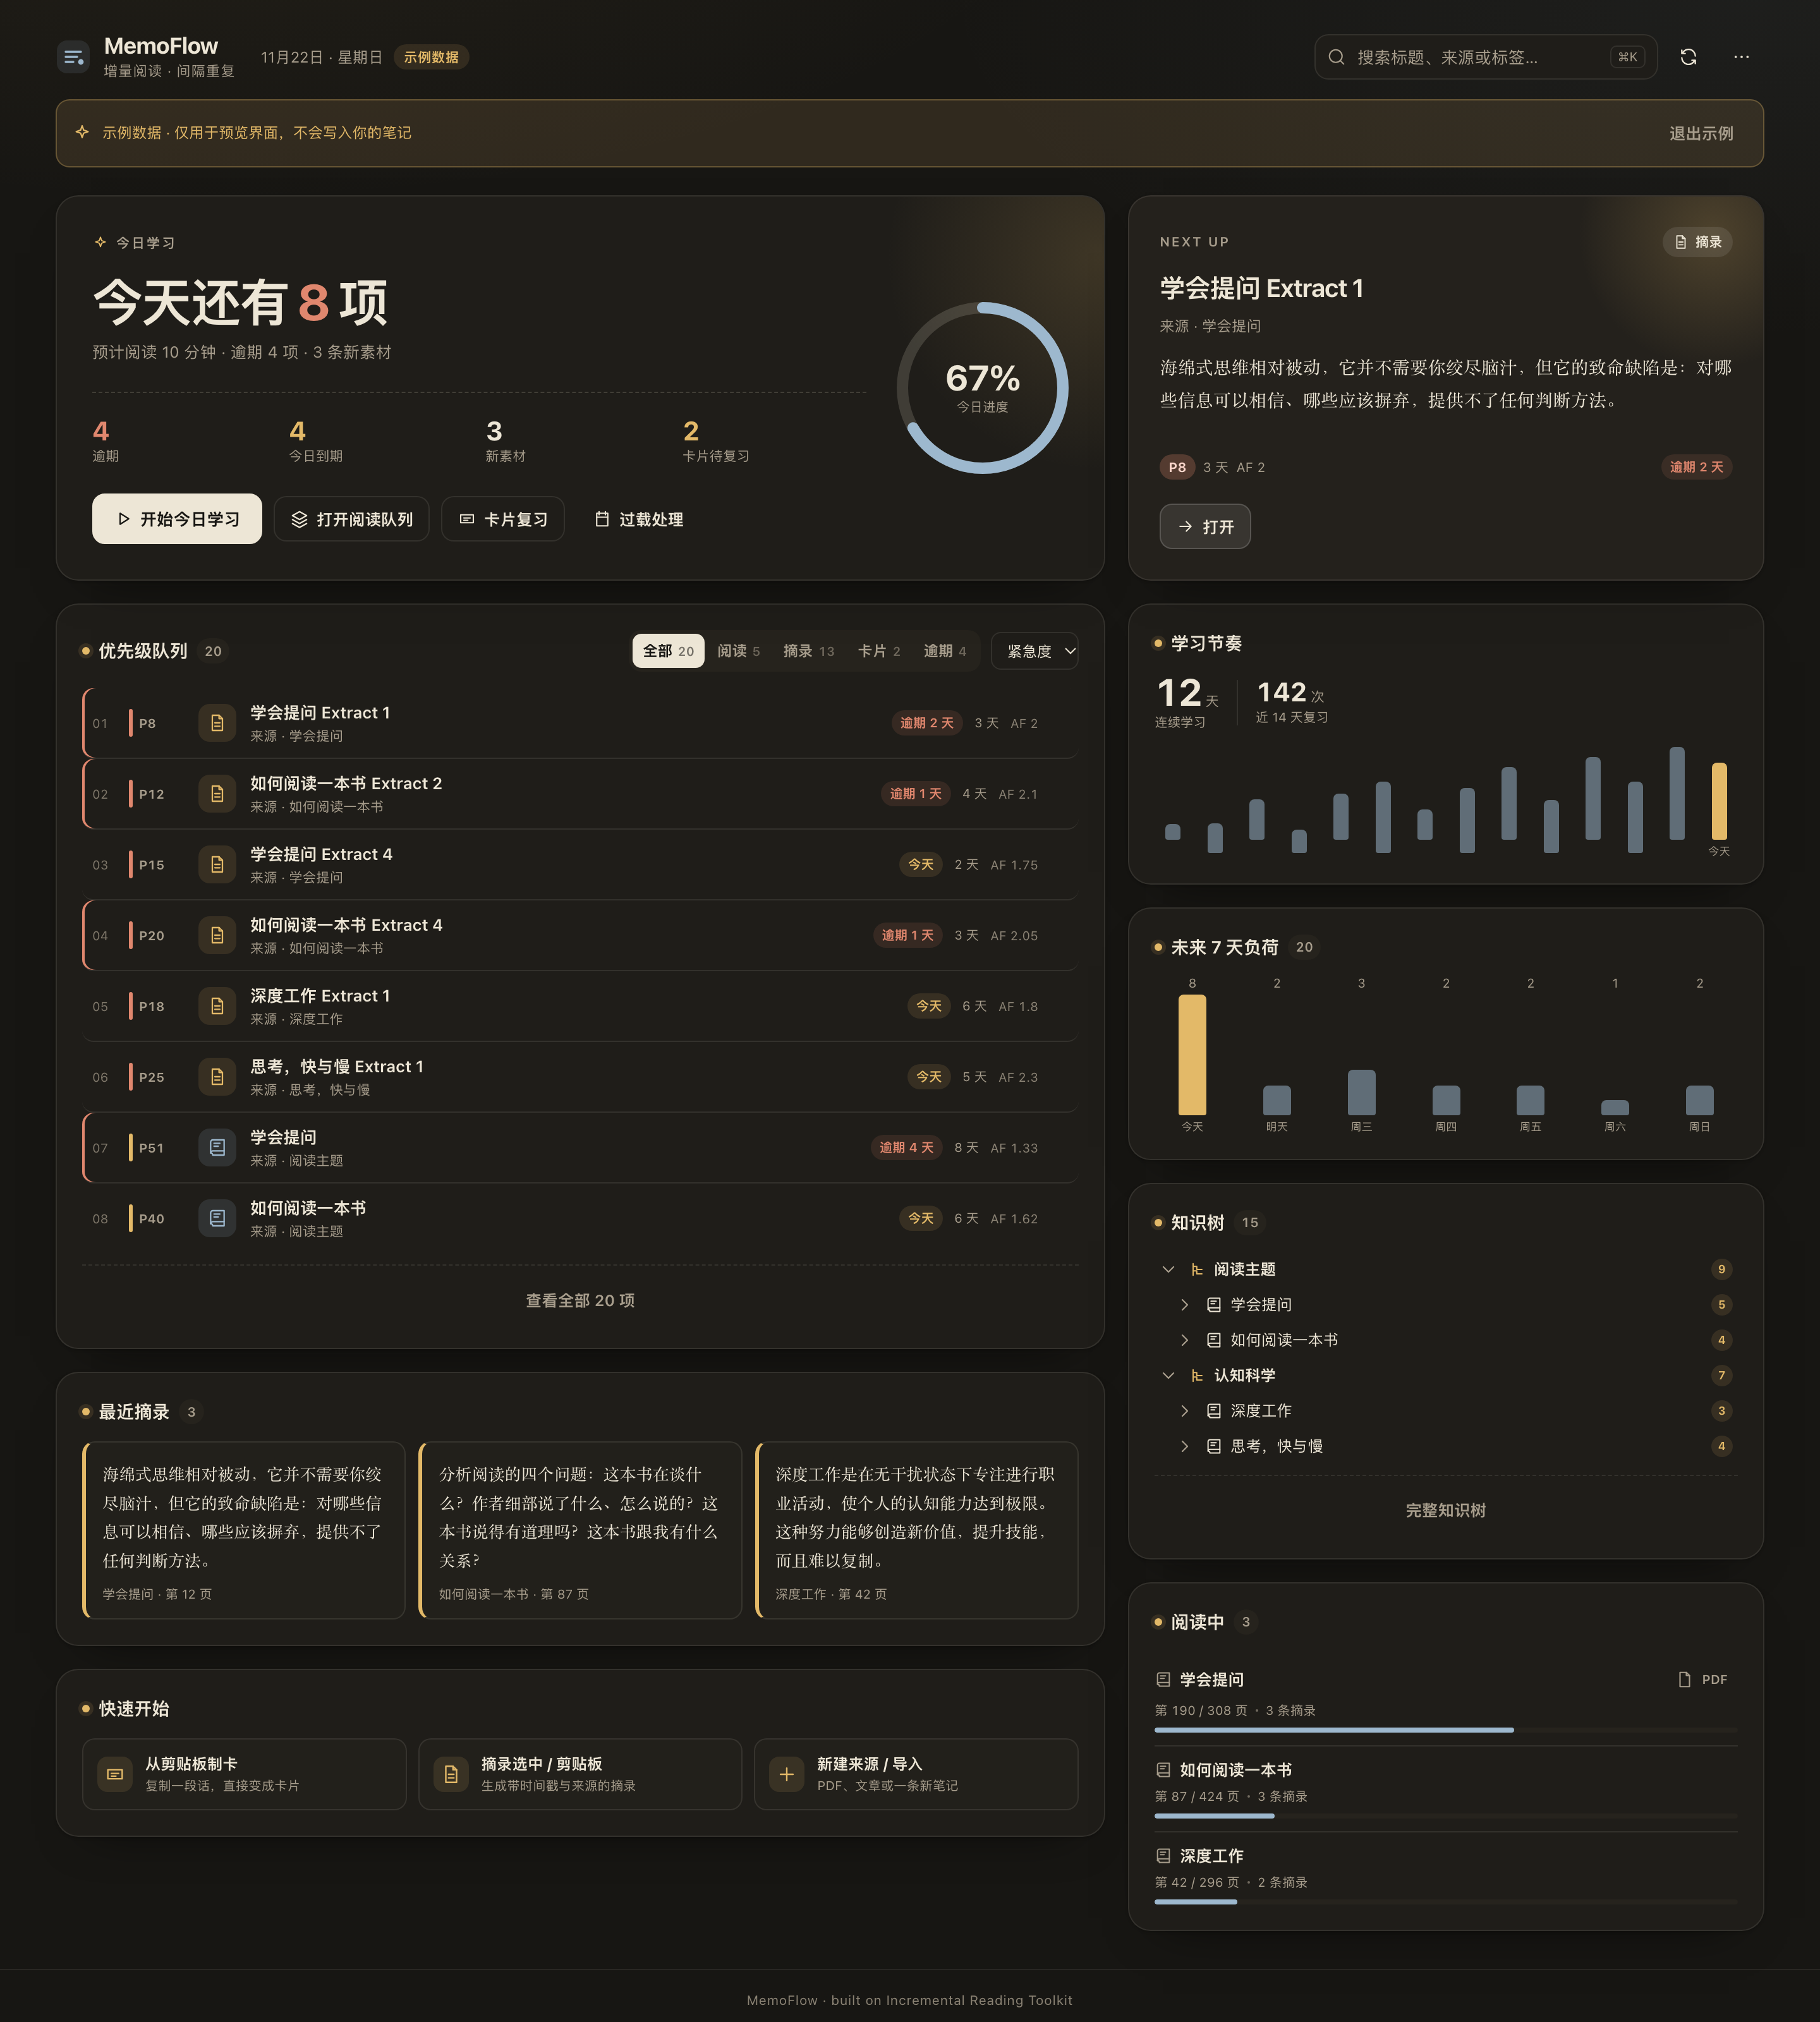 MemoFlow
增量阅读 · 间隔重复
11月22日 · 星期日
示例数据
搜索标题、来源或标签...
⌘K
示例数据 · 仅用于预览界面，不会写入你的笔记
退出示例
今日学习
今天还有 8 项
预计阅读 10 分钟 · 逾期 4 项 · 3 条新素材
4
逾期
4
今日到期
3
新素材
2
卡片待复习
67%
今日进度
开始今日学习
打开阅读队列
卡片复习
过载处理
NEXT UP
摘录
学会提问 Extract 1
来源 · 学会提问
海绵式思维相对被动，它并不需要你绞尽脑汁，但它的致命缺陷是：对哪
些信息可以相信、哪些应该摒弃，提供不了任何判断方法。
P8 3 天 AF 2
逾期 2 天
打开
优先级队列 20
全部 20 阅读 5 摘录 13 卡片 2 逾期 4
紧急度
01 P8 学会提问 Extract 1 逾期 2 天 3 天 AF 2
来源 · 学会提问
02 P12 如何阅读一本书 Extract 2 逾期 1 天 4 天 AF 2.1
来源 · 如何阅读一本书
03 P15 学会提问 Extract 4 今天 2 天 AF 1.75
来源 · 学会提问
04 P20 如何阅读一本书 Extract 4 逾期 1 天 3 天 AF 2.05
来源 · 如何阅读一本书
05 P18 深度工作 Extract 1 今天 6 天 AF 1.8
来源 · 深度工作
06 P25 思考，快与慢 Extract 1 今天 5 天 AF 2.3
来源 · 思考，快与慢
07 P51 学会提问 逾期 4 天 8 天 AF 1.33
来源 · 阅读主题
08 P40 如何阅读一本书 今天 6 天 AF 1.62
来源 · 阅读主题
查看全部 20 项
最近摘录 3
海绵式思维相对被动，它并不需要你绞
尽脑汁，但它的致命缺陷是：对哪些信
息可以相信、哪些应该摒弃，提供不了
任何判断方法。
学会提问 · 第 12 页
分析阅读的四个问题：这本书在谈什
么？作者细部说了什么、怎么说的？这
本书说得有道理吗？这本书跟我有什么
关系？
如何阅读一本书 · 第 87 页
深度工作是在无干扰状态下专注进行职
业活动，使个人的认知能力达到极限。
这种努力能够创造新价值，提升技能，
而且难以复制。
深度工作 · 第 42 页
快速开始
从剪贴板制卡
复制一段话，直接变成卡片
摘录选中 / 剪贴板
生成带时间戳与来源的摘录
新建来源 / 导入
PDF、文章或一条新笔记
学习节奏
12 天
连续学习
142 次
近 14 天复习
今天
未来 7 天负荷 20
8 2 3 2 2 1 2
今天 明天 周三 周四 周五 周六 周日
知识树 15
阅读主题 9
学会提问 5
如何阅读一本书 4
认知科学 7
深度工作 3
思考，快与慢 4
完整知识树
阅读中 3
学会提问 PDF
第 190 / 308 页 • 3 条摘录
如何阅读一本书
第 87 / 424 页 • 3 条摘录
深度工作
第 42 / 296 页 • 2 条摘录
MemoFlow · built on Incremental Reading Toolkit